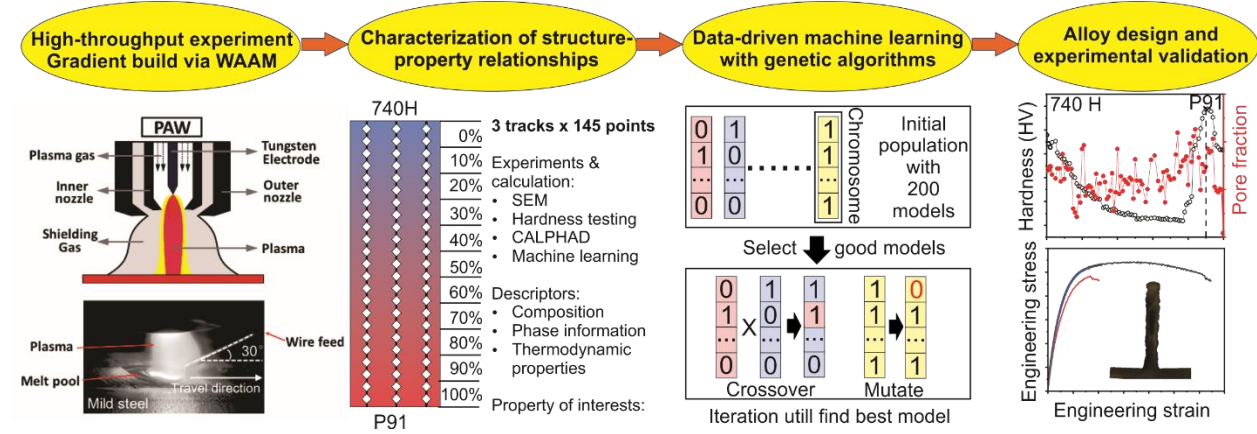 High-throughput experiment
Gradient build via WAAM
Characterization of structure-
property relationships
Data-driven machine learning
with genetic algorithms
Alloy design and
experimental validation
PAW
Plasma gas
Tungsten
Electrode
Inner
nozzle
Outer
nozzle
Shielding
Gas
Plasma
Plasma
Melt pool
Wire feed
30°
Travel direction
Mild steel
740H
0%
10%
20%
30%
40%
50%
60%
70%
80%
90%
100%
P91
3 tracks x 145 points
Experiments &
calculation:
• SEM
• Hardness testing
• CALPHAD
• Machine learning
Descriptors:
• Composition
• Phase information
• Thermodynamic
properties
Property of interests:
0 1 1
1 0 1
... ... ...
0 0 0
Chromosome
Initial
population
with
200
models
Select good models
0 1 1 1 0
1 X 0 1 1 1
... ... ... ... ...
0 0 0 1 1
Crossover Mutate
Iteration utill find best model
740 H
P91
Hardness (HV)
Pore fraction
Engineering stress
Engineering strain